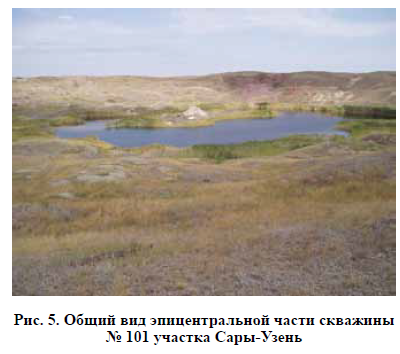 Рис. 5. Общий вид эпицентральной части скважины
№ 101 участка Сары-Узень